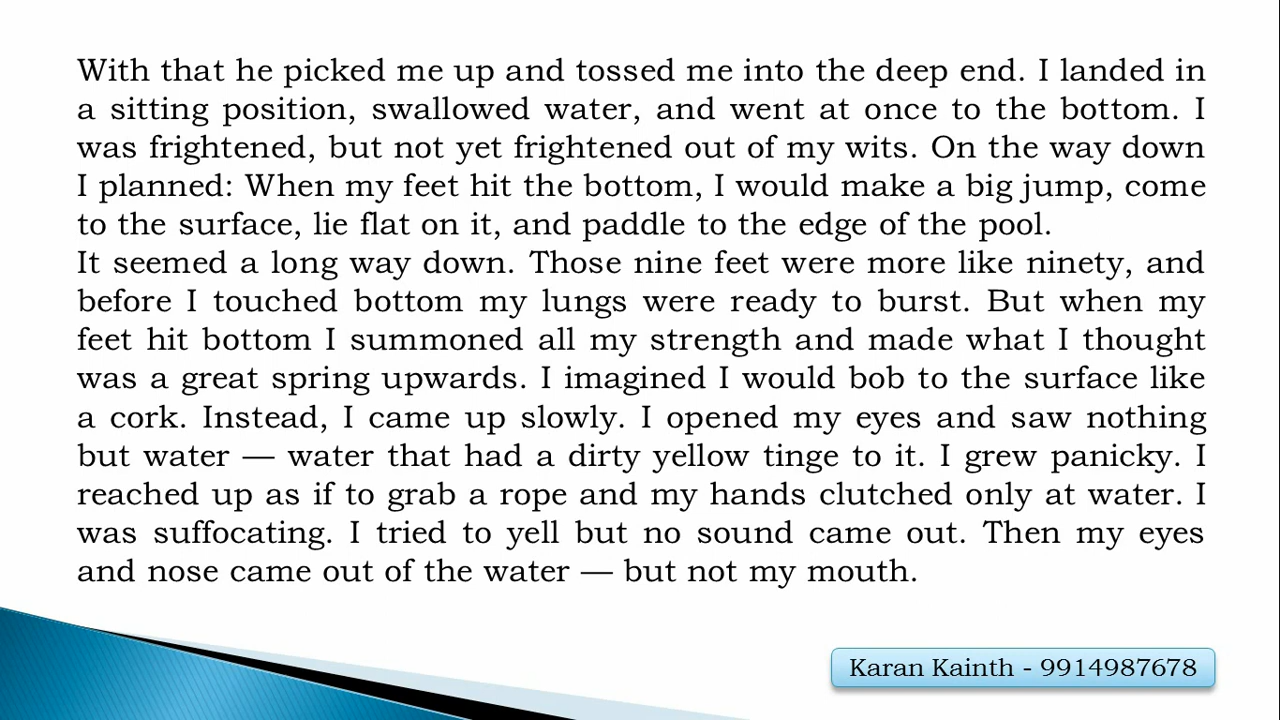 With that he picked me up and tossed me into the deep end. I landed in
a sitting position, swallowed water, and went at once to the bottom. I
was frightened, but not yet frightened out of my wits. On the way down
I planned: When my feet hit the bottom, I would make a big jump, come
to the surface, lie flat on it, and paddle to the edge of the pool.
It seemed a long way down. Those nine feet were more like ninety, and
before I touched bottom my lungs were ready to burst. But when my
feet hit bottom I summoned all my strength and made what I thought
was a great spring upwards. I imagined I would bob to the surface like
a cork. Instead, I came up slowly. I opened my eyes and saw nothing
but water — water that had a dirty yellow tinge to it. I grew panicky. I
reached up as if to grab a rope and my hands clutched only at water. I
was suffocating. I tried to yell but no sound came out. Then my eyes
and nose came out of the water — but not my mouth.
Karan Kainth - 9914987678